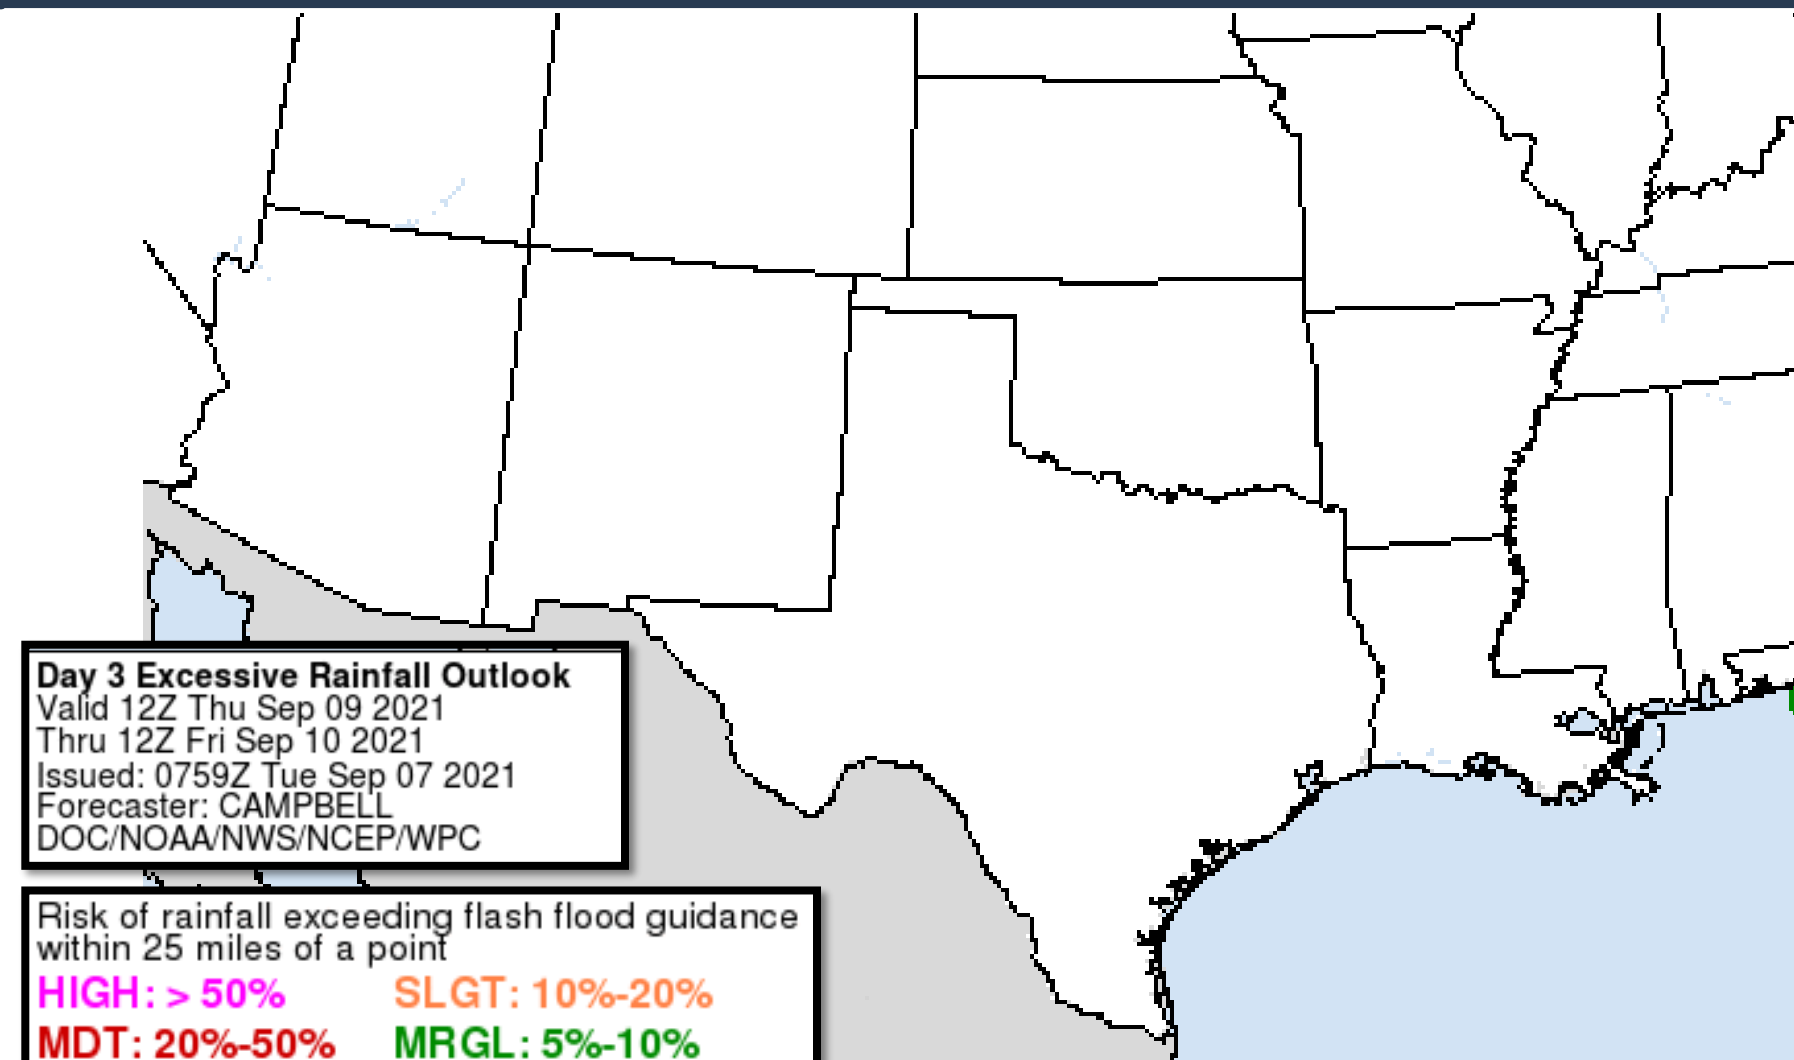 Day 3 Excessive Rainfall Outlook
Valid 12Z Thu Sep 09 2021
Thru 12Z Fri Sep 10 2021
Issued: 0759Z Tue Sep 07 2021
Forecaster: CAMPBELL
DOC/NOAA/NWS/NCEP/WPC
Risk of rainfall exceeding flash flood guidance
within 25 miles of a point
HIGH: > 50% SLGT: 10%-20%
MDT: 20%-50% MRGL: 5%-10%